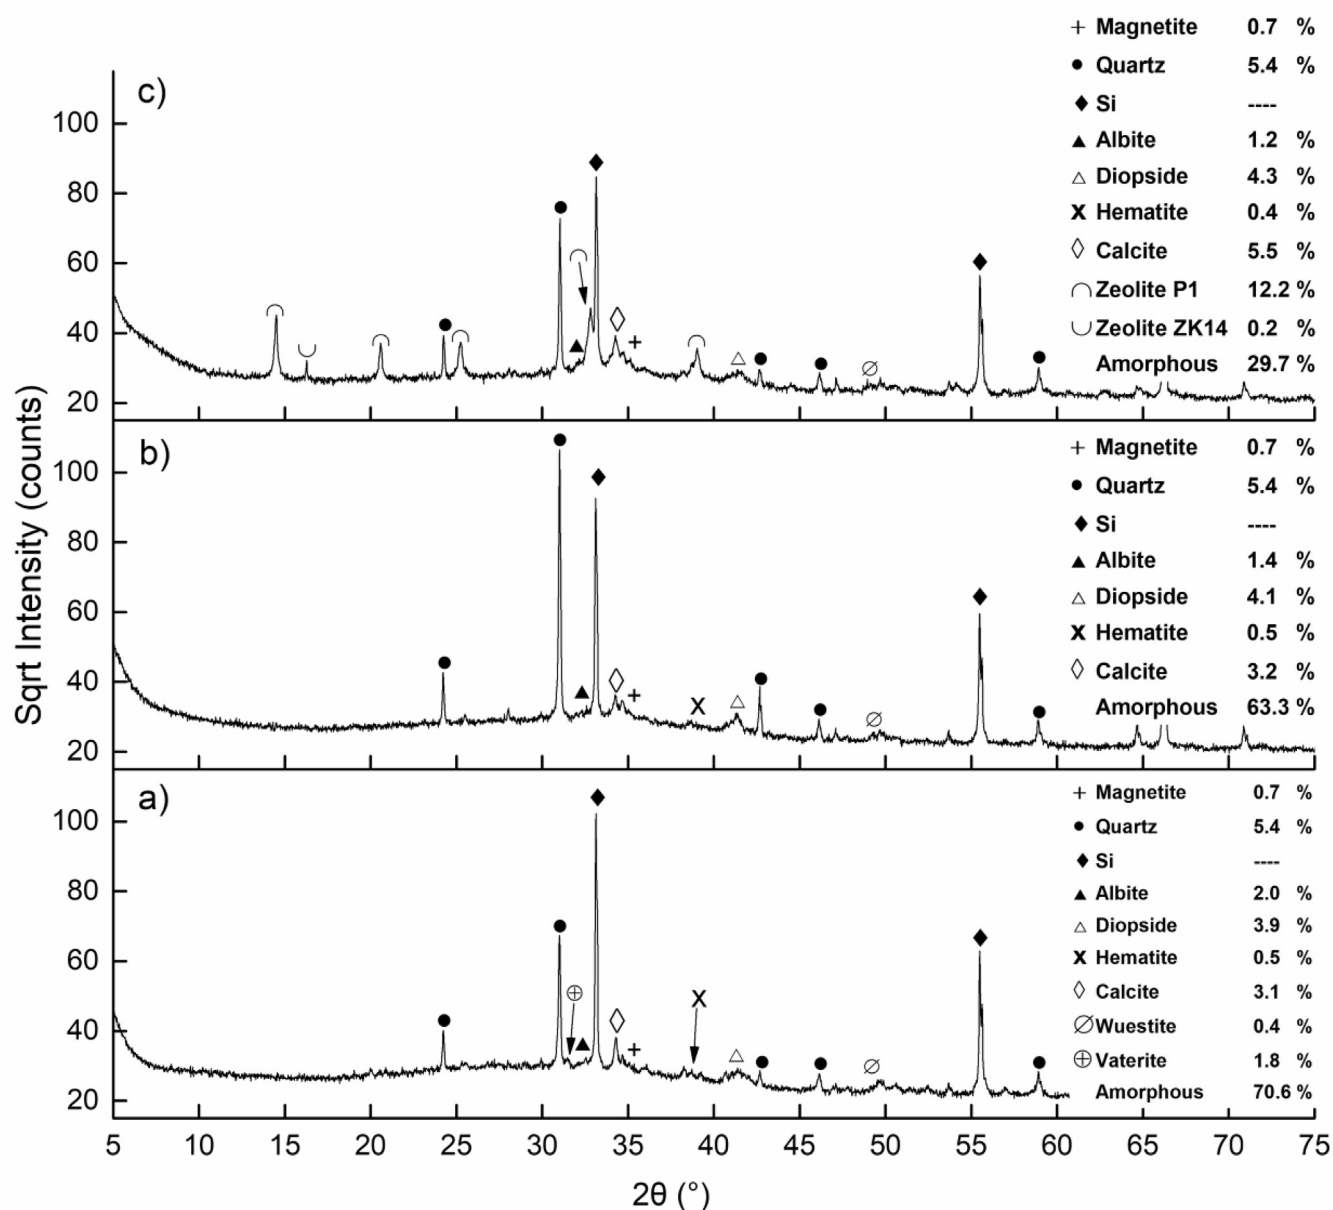 Sqrt Intensity (counts)
c)
100
80
60
40
20
+ Magnetite 0.7 %
● Quartz 5.4 %
◆ Si ----
▲ Albite 1.2 %
△ Diopside 4.3 %
X Hematite 0.4 %
◊ Calcite 5.5 %
⌒ Zeolite P1 12.2 %
◡ Zeolite ZK14 0.2 %
Amorphous 29.7 %
b)
100
80
60
40
20
+ Magnetite 0.7 %
● Quartz 5.4 %
◆ Si ----
▲ Albite 1.4 %
△ Diopside 4.1 %
X Hematite 0.5 %
◊ Calcite 3.2 %
Amorphous 63.3 %
a)
100
80
60
40
20
+ Magnetite 0.7 %
● Quartz 5.4 %
◆ Si ----
▲ Albite 2.0 %
△ Diopside 3.9 %
X Hematite 0.5 %
◊ Calcite 3.1 %
∅ Wuestite 0.4 %
⊕ Vaterite 1.8 %
Amorphous 70.6 %
5 10 15 20 25 30 35 40 45 50 55 60 65 70 75
2θ (°)